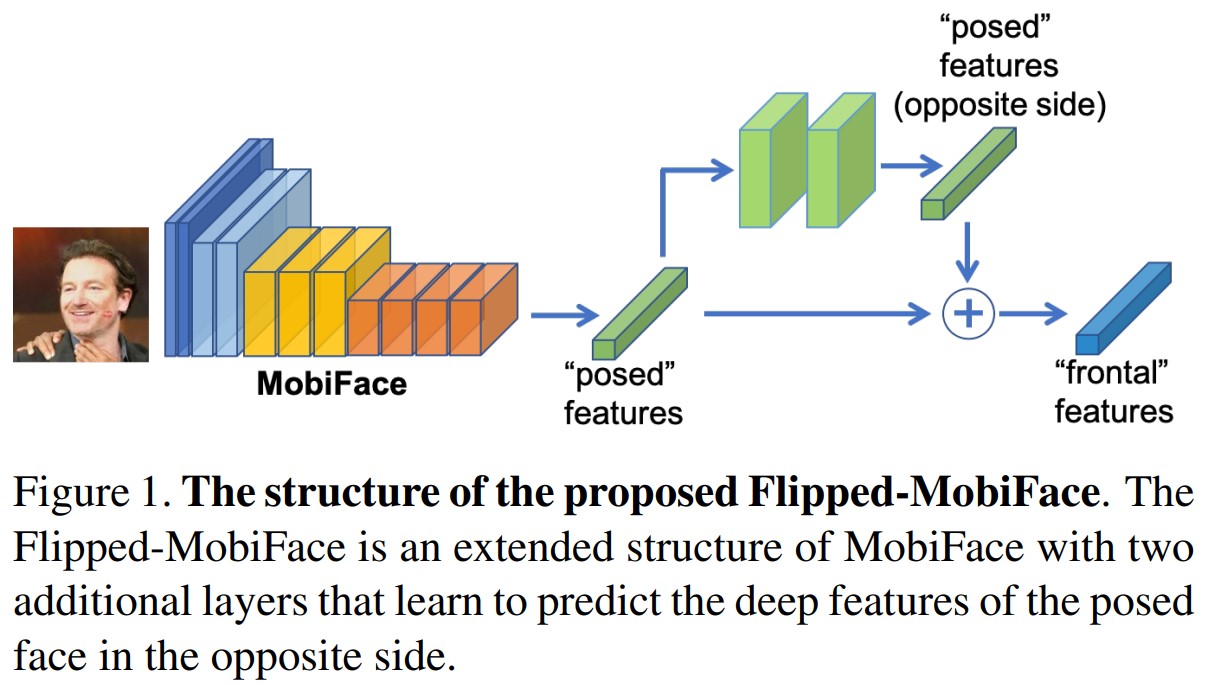 “posed”
features
(opposite side)
MobiFace
“posed”
features
“frontal”
features
Figure 1. The structure of the proposed Flipped-MobiFace. The
Flipped-MobiFace is an extended structure of MobiFace with two
additional layers that learn to predict the deep features of the posed
face in the opposite side.